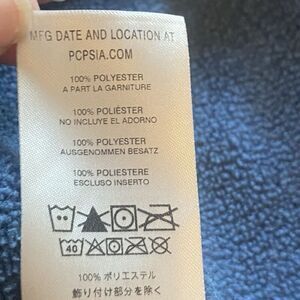 MFG DATE AND LOCATION AT
PCPSIA.COM
100% POLYESTER
A PART LA GARNITURE
100% POLIÉSTER
NO INCLUYE EL ADORNO
100% POLYESTER
AUSGENOMMEN BESATZ
100% POLIESTERE
ESCLUSO INSERTO
40
100% ポリエステル
飾り付け部分を除く